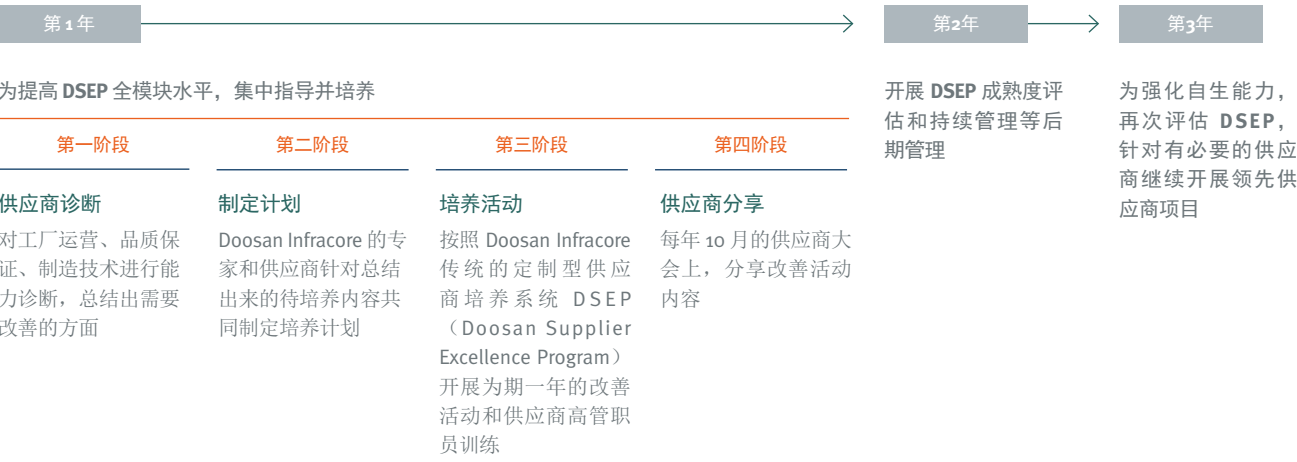 第1年
第2年
第3年
为提高 DSEP 全模块水平，集中指导并培养
第一阶段
供应商诊断
对工厂运营、品质保
证、制造技术进行能
力诊断，总结出需要
改善的方面
第二阶段
制定计划
Doosan Infracore 的专
家和供应商针对总结
出来的待培养内容共
同制定培养计划
第三阶段
培养活动
按照 Doosan Infracore
传统的定制型供应
商培养系统 DSEP
（Doosan Supplier
Excellence Program）
开展为期一年的改善
活动和供应商高管职
员训练
第四阶段
供应商分享
每年 10 月的供应商大
会上，分享改善活动
内容
开展 DSEP 成熟度评
估和持续管理等后
期管理
为强化自生能力，
再次评估 DSEP，
针对有必要的供应
商继续开展领先供
应商项目